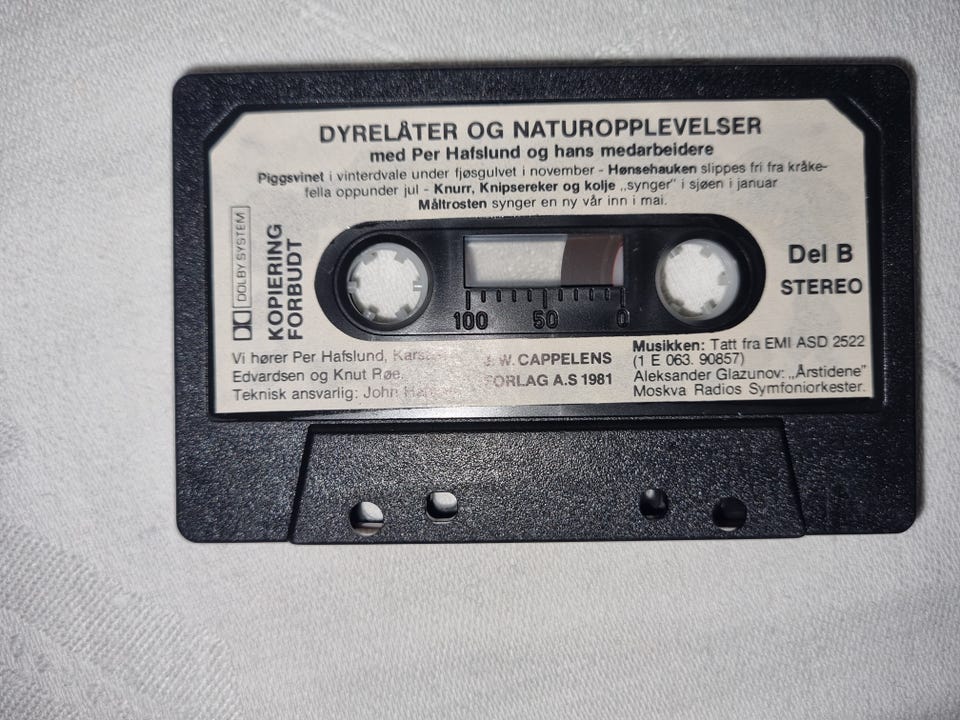 DYRELÅTER OG NATUROPPLEVELSER
med Per Hafslund og hans medarbeidere
Piggsvinet i vinterdvale under fjøsgulvet i november - Hønsehauken slippes fri fra kråke-
fella oppunder jul - Knurr, Knipsereker og kolje „synger" i sjøen i januar
Måltrosten synger en ny vår inn i mai.
DOLBY SYSTEM
KOPIERING
FORBUDT
Del B
STEREO
100 50 0
Vi hører Per Hafslund,
Edvardsen og Knut Røe.
Teknisk ansvarlig: John
J.W. CAPPELENS
FORLAG A.S 1981
Musikken: Tatt fra EMI ASD 2522
(1 E 063. 90857)
Aleksander Glazunov: „Årstidene"
Moskva Radios Symfoniorkester.